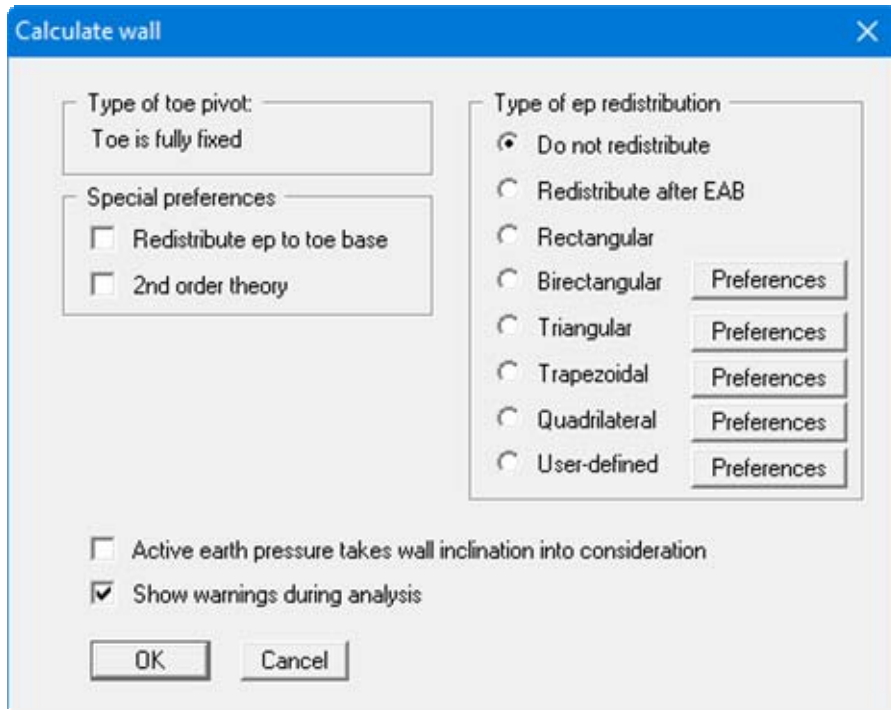 Calculate wall
Type of toe pivot:
Toe is fully fixed
Special preferences
Redistribute ep to toe base
2nd order theory
Type of ep redistribution
Do not redistribute
Redistribute after EAB
Rectangular
Birectangular Preferences
Triangular Preferences
Trapezoidal Preferences
Quadrilateral Preferences
User-defined Preferences
Active earth pressure takes wall inclination into consideration
Show warnings during analysis
OK Cancel